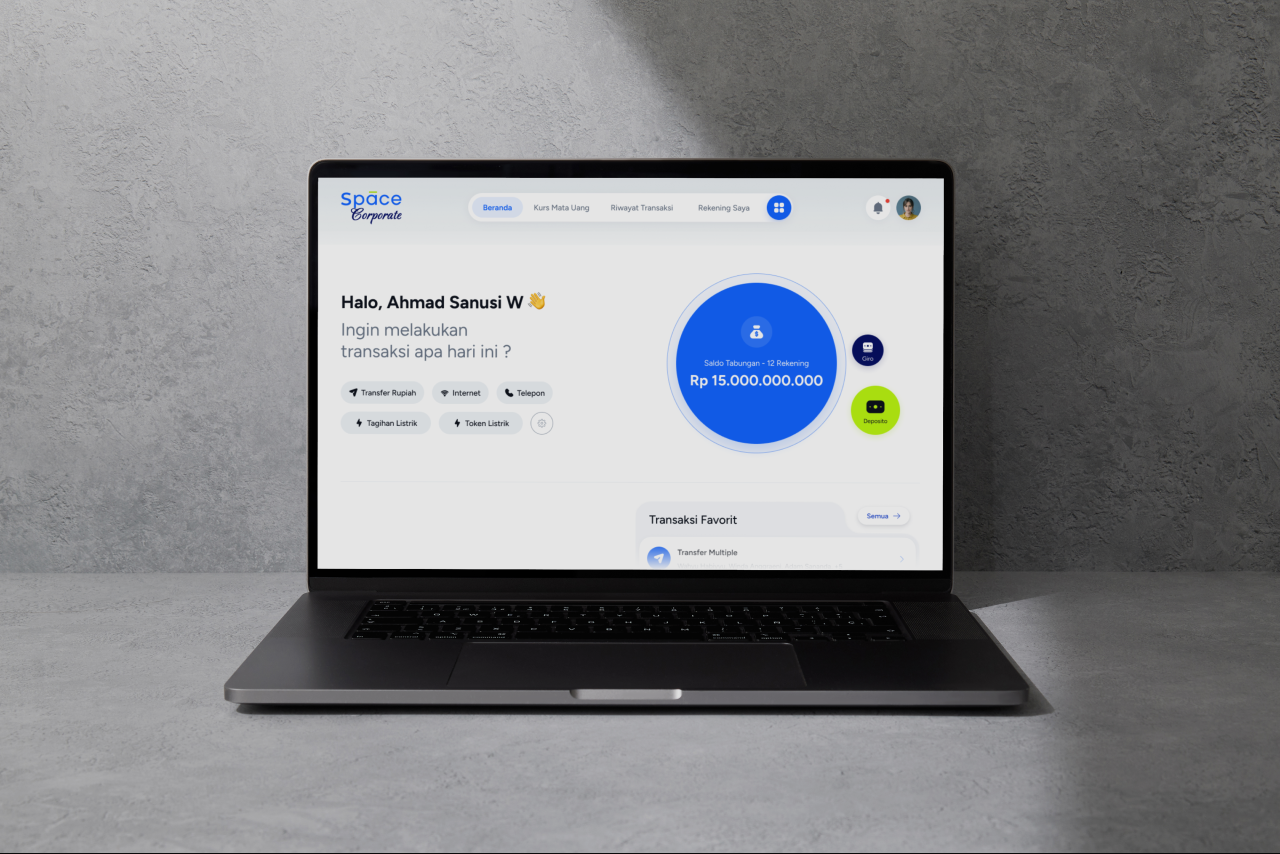 Space
Corporate
Beranda
Kurs Mata Uang
Riwayat Transaksi
Rekening Saya
Halo, Ahmad Sanusi W 👋
Ingin melakukan
transaksi apa hari ini ?
Transfer Rupiah
Internet
Telepon
Tagihan Listrik
Token Listrik
Saldo Tabungan - 12 Rekening
Rp 15.000.000.000
Giro
Deposito
Transaksi Favorit
Semua →
Transfer Multiple